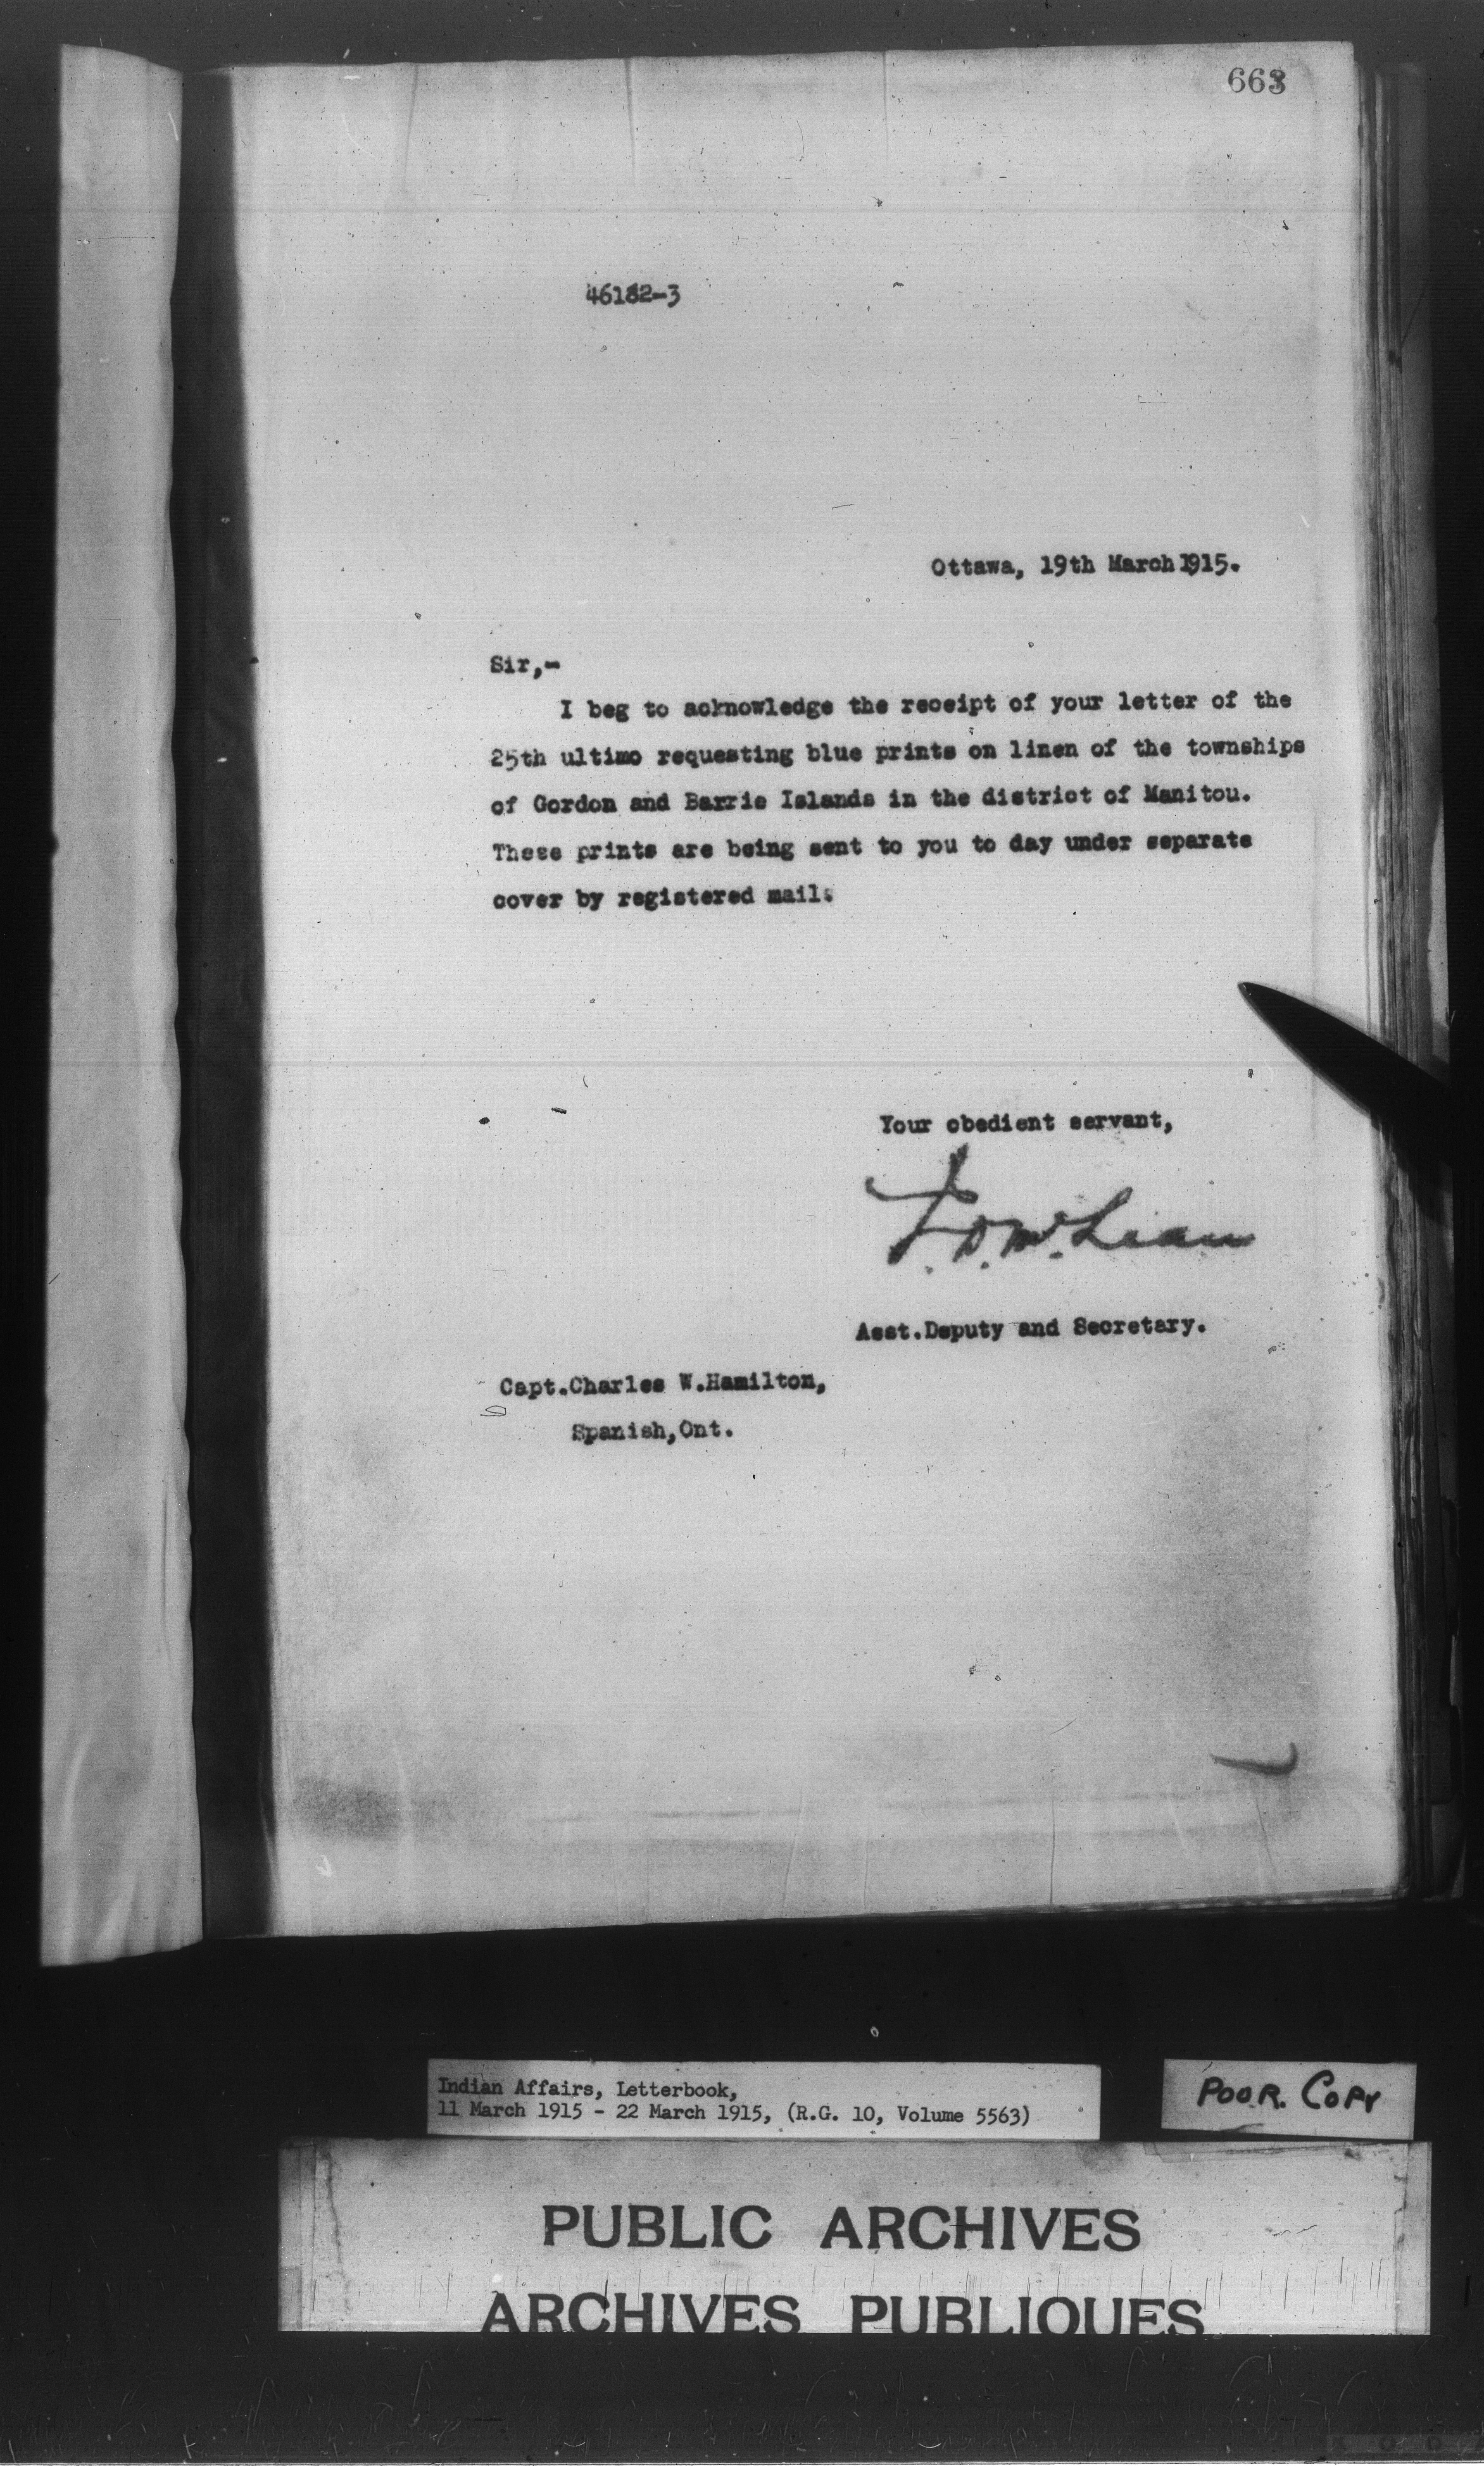 663
46182-3
Ottawa, 19th March 1915.
Sir,-
I beg to acknowledge the receipt of your letter of the
25th ultimo requesting blue prints on linen of the townships
of Gordon and Barrie Islands in the district of Manitou.
These prints are being sent to you to day under separate
cover by registered mail.
Your obedient servant,
J. D. McLean
Asst.Deputy and Secretary.
Capt.Charles W.Hamilton,
Spanish,Ont.
Indian Affairs, Letterbook,
11 March 1915 - 22 March 1915, (R.G. 10, Volume 5563)
POOR. COPY
PUBLIC ARCHIVES
ARCHIVES PUBLIQUES